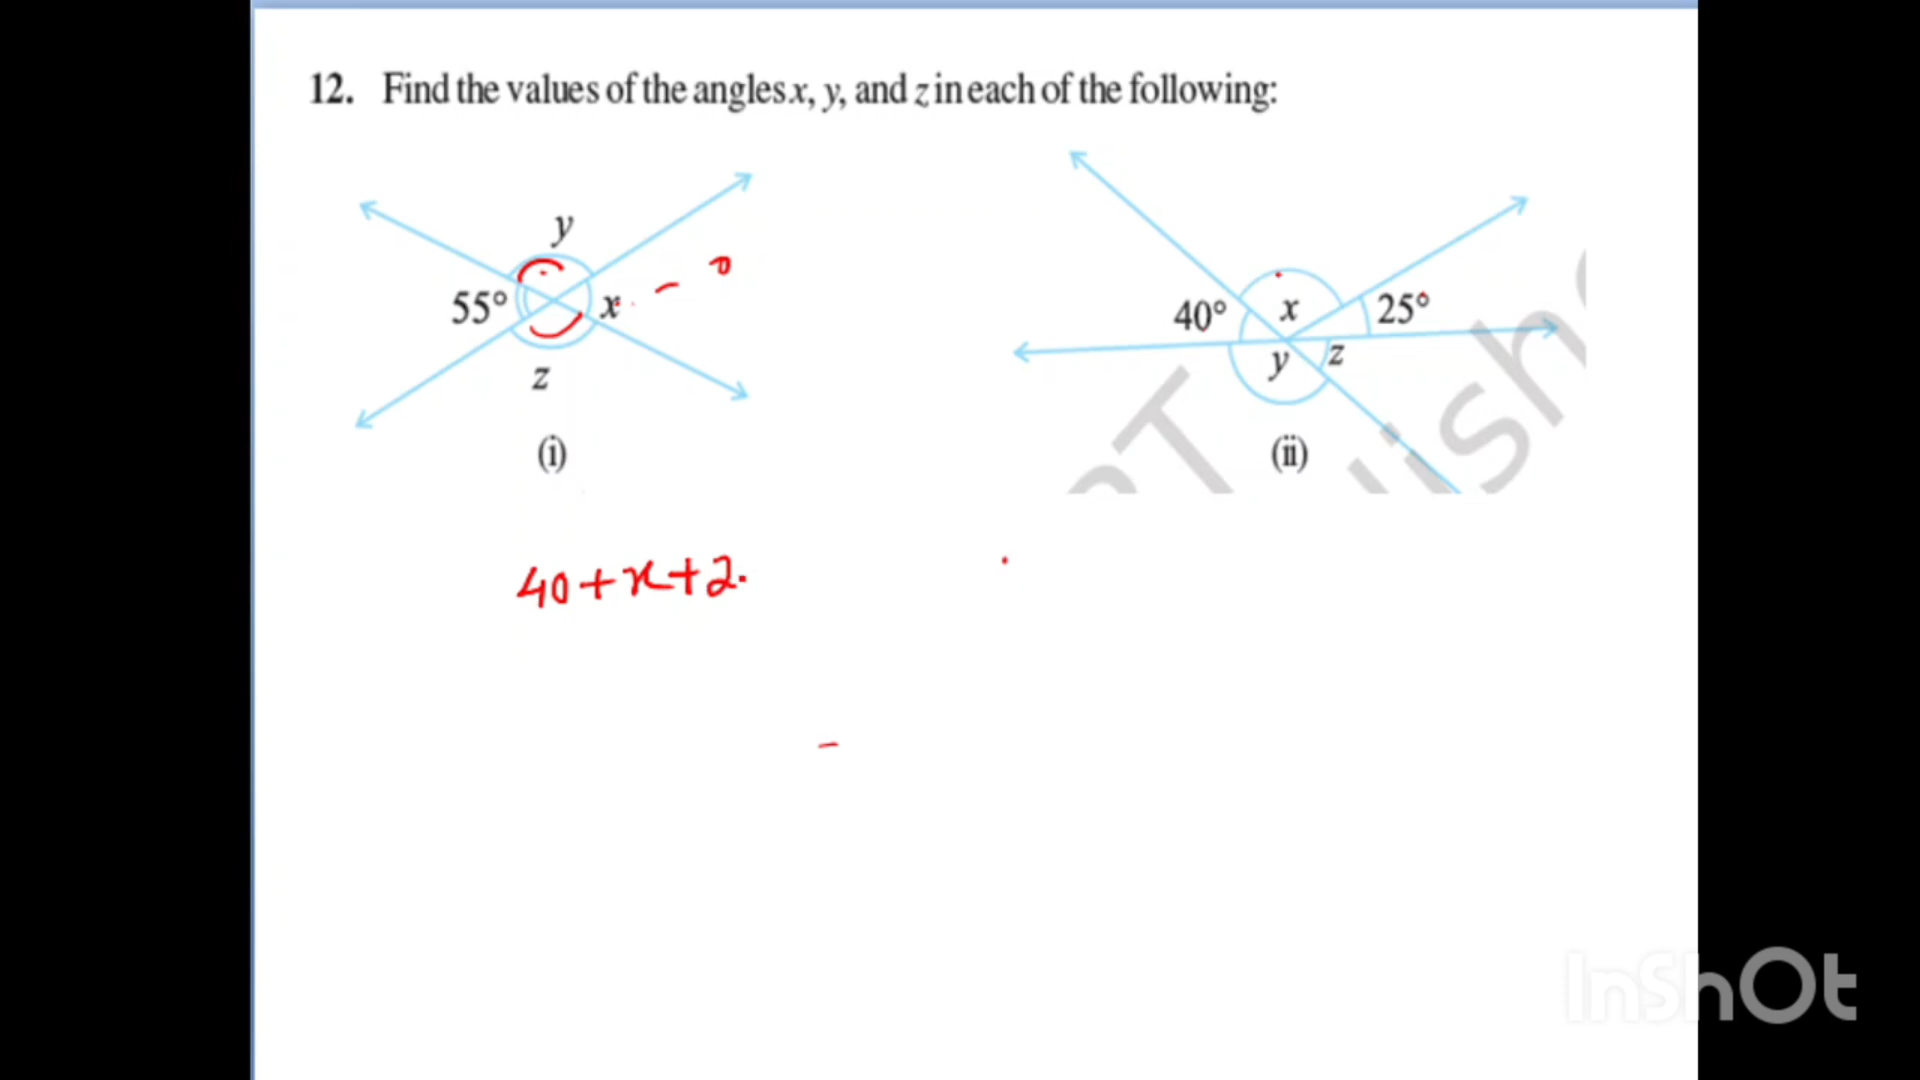 12. Find the values of the angles x, y, and z in each of the following:
y
55° x
z
(i)
40° x 25°
y z
(ii)
40+x+2.
InShOt